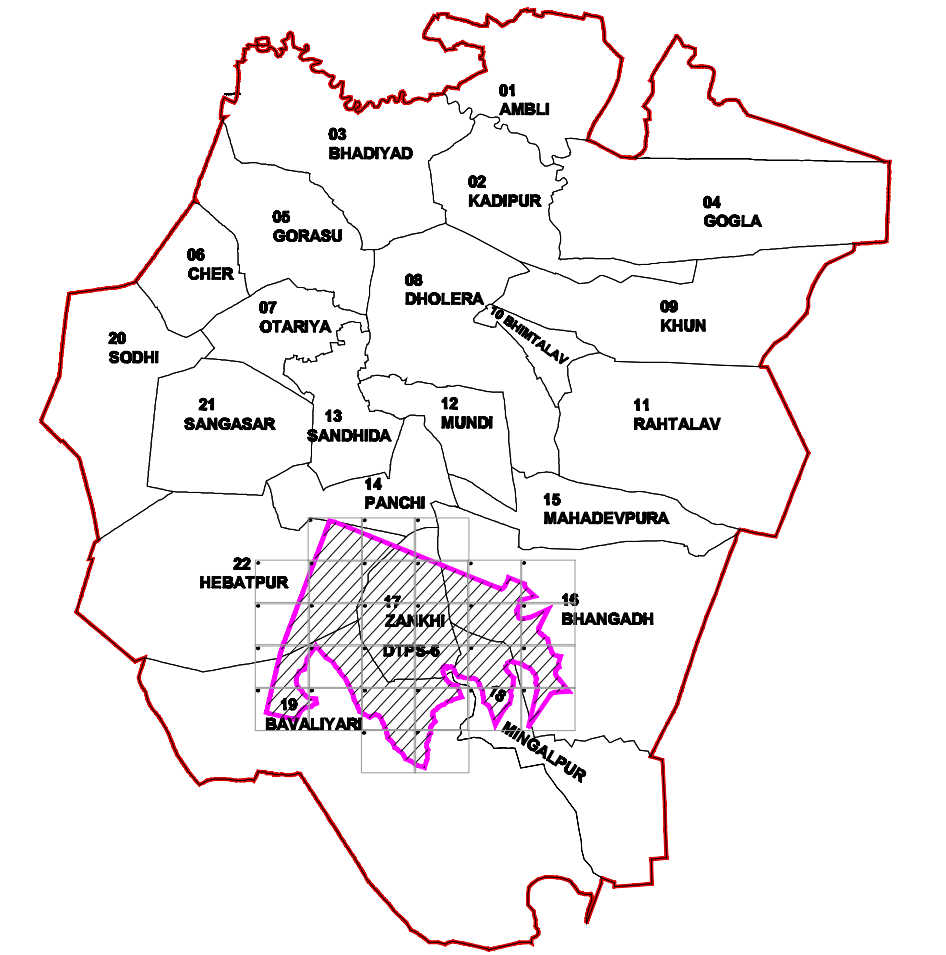 01
AMBLI
03
BHADIYAD
02
KADIPUR
04
GOGLA
05
GORASU
06
CHER
08
DHOLERA
07
OTARIYA
09
KHUN
10 BHIMTALAV
20
SODHI
21
SANGASAR
13
SANDHIDA
12
MUNDI
11
RAHTALAV
14
PANCHI
15
MAHADEVPURA
22
HEBATPUR
17
ZANKHI
DTPS-6
16
BHANGADH
19
BAVALIYARI
18
MINGALPUR